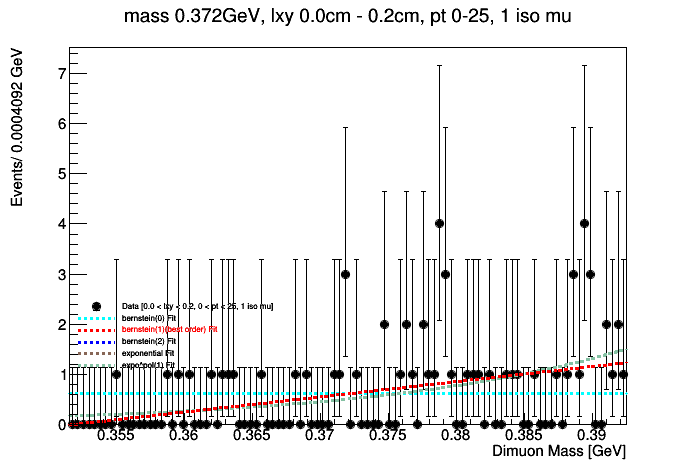 mass 0.372GeV, lxy 0.0cm - 0.2cm, pt 0-25, 1 iso mu
Events/ 0.0004092 GeV
7
6
5
4
3
2
1
0
Data [0.0 < lxy < 0.2, 0 < pt < 25, 1 iso mu]
bernstein(0) Fit
bernstein(1)(best order) Fit
bernstein(2) Fit
exponential Fit
expo*pol(1) Fit
0.355 0.36 0.365 0.37 0.375 0.38 0.385 0.39
Dimuon Mass [GeV]